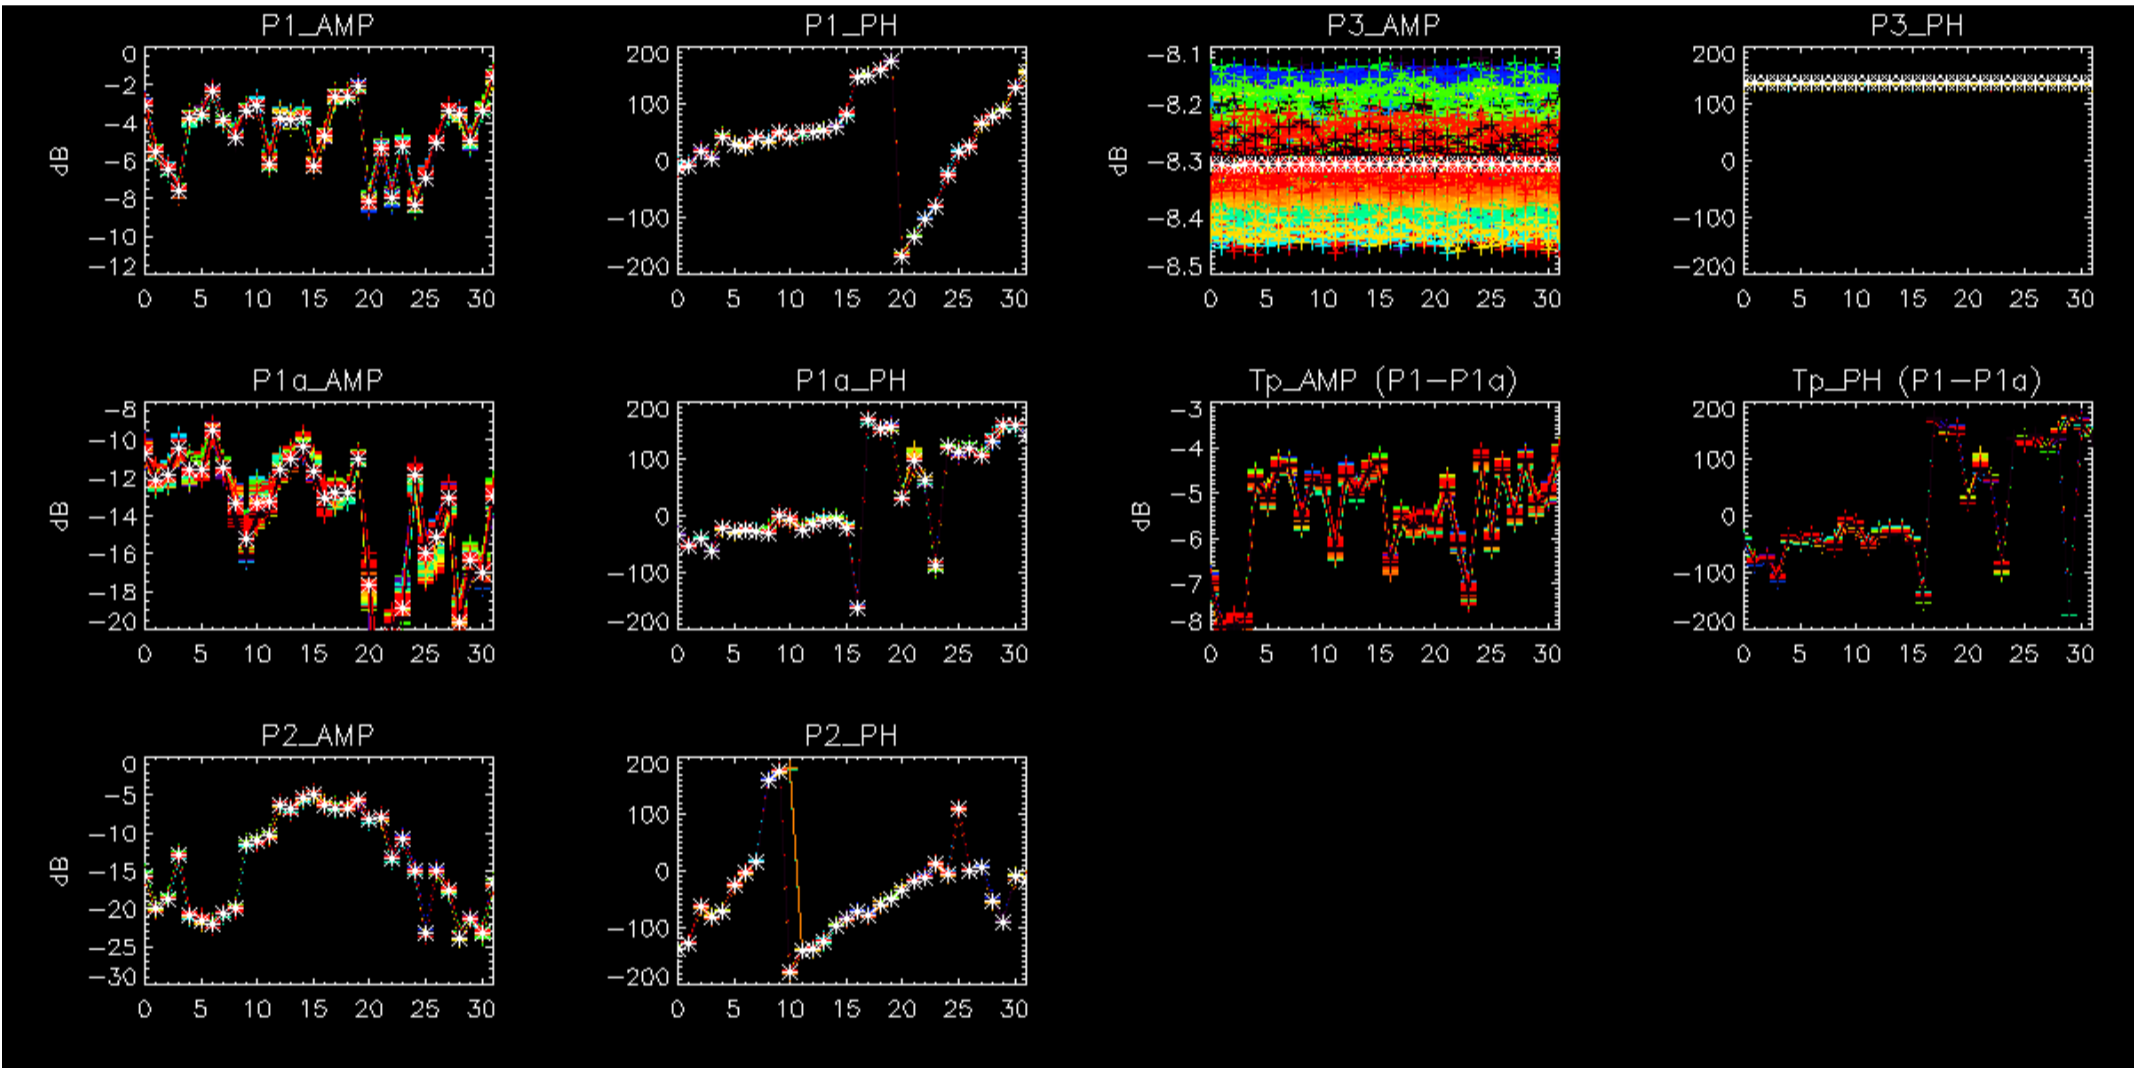 P1_AMP
P1_PH
P3_AMP
P3_PH
0
−2
−4
−6
−8
−10
−12
dB
0 5 10 15 20 25 30
200
100
0
−100
−200
0 5 10 15 20 25 30
−8.1
−8.2
−8.3
−8.4
−8.5
dB
0 5 10 15 20 25 30
200
100
0
−100
−200
0 5 10 15 20 25 30
P1a_AMP
P1a_PH
Tp_AMP (P1−P1a)
Tp_PH (P1−P1a)
−8
−10
−12
−14
−16
−18
−20
dB
0 5 10 15 20 25 30
200
100
0
−100
−200
0 5 10 15 20 25 30
−3
−4
−5
−6
−7
−8
dB
0 5 10 15 20 25 30
200
100
0
−100
−200
0 5 10 15 20 25 30
P2_AMP
P2_PH
0
−5
−10
−15
−20
−25
−30
dB
0 5 10 15 20 25 30
200
100
0
−100
−200
0 5 10 15 20 25 30